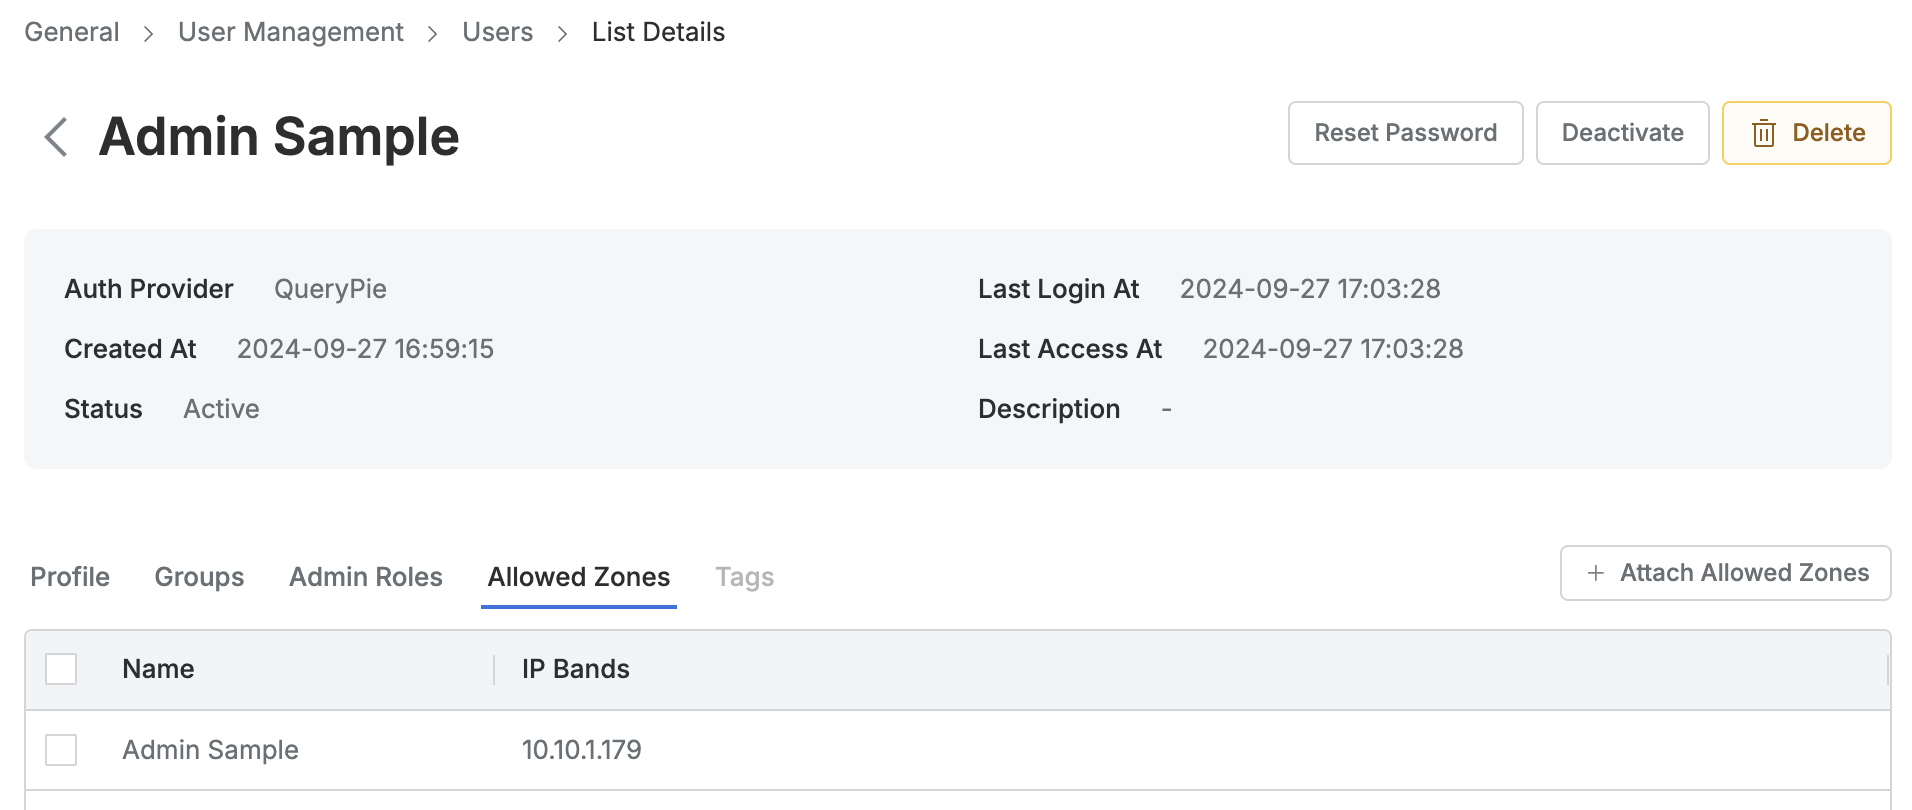 General > User Management > Users > List Details
Admin Sample
Reset Password
Deactivate
Delete
Auth Provider QueryPie
Last Login At 2024-09-27 17:03:28
Created At 2024-09-27 16:59:15
Last Access At 2024-09-27 17:03:28
Status Active
Description -
Profile Groups Admin Roles Allowed Zones Tags
+ Attach Allowed Zones
Name IP Bands
Admin Sample 10.10.1.179